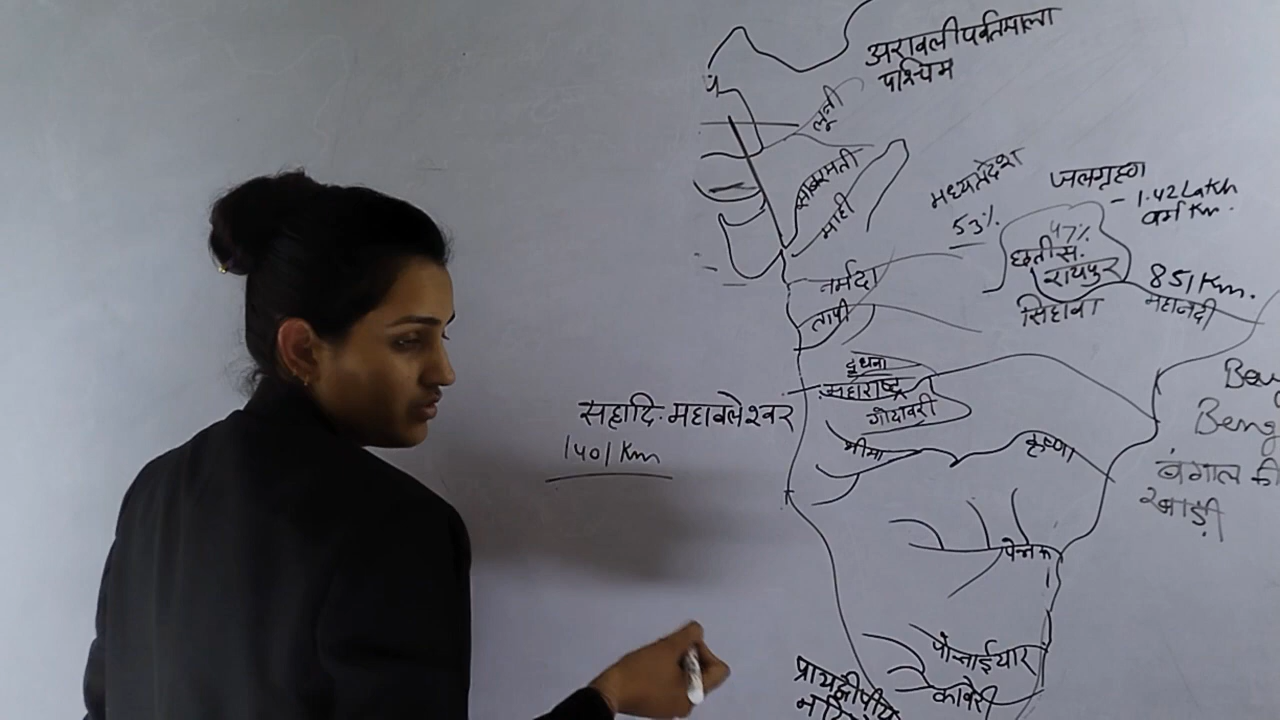 अरावली पर्वतमाला
पश्चिम
लूनी
साबरमती
माही
मध्यप्रदेश
53%
जलग्रहण
- 1.42 Lakh
वर्ग Km.
47%
छत्तीस.
रायपुर
सिहावा
851 Km.
महानदी
नर्मदा
तापी
दूधना
महाराष्ट्र
गोदावरी
सहाद्रि-महाबलेश्वर
1401 Km
भीमा
कृष्णा
Beng
बंगाल की
खाड़ी
पेन्नार
पोन्नाईयार
कावेरी
प्रायद्वीपीय